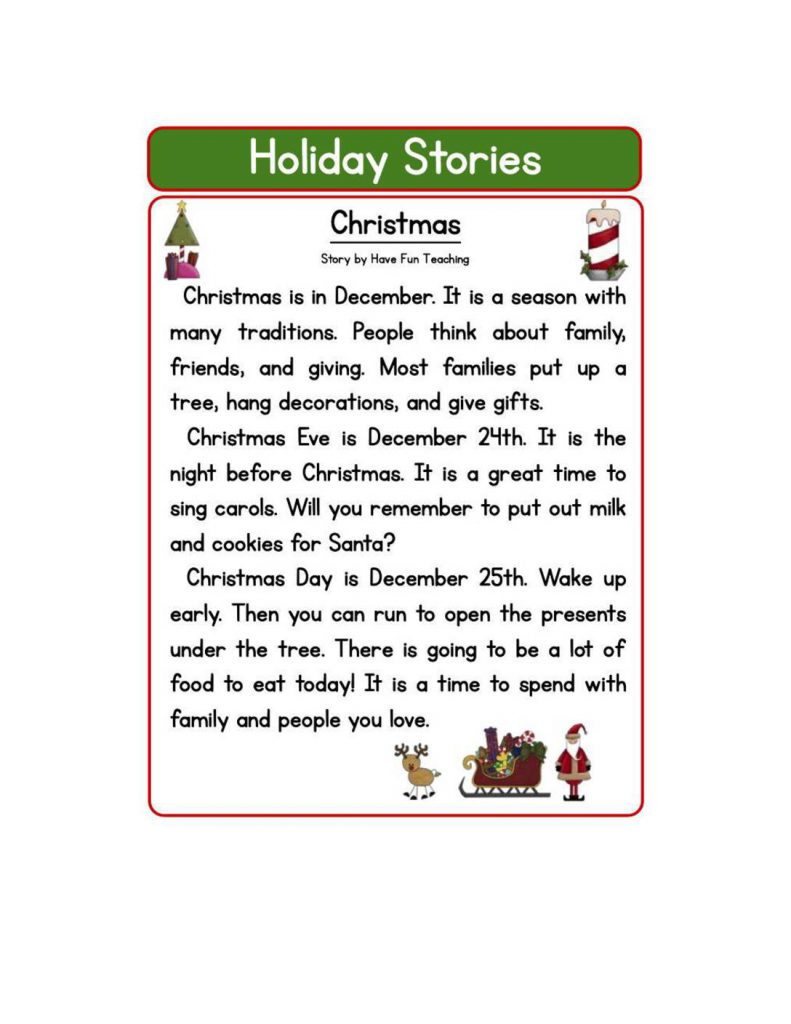 Holiday Stories
Christmas
Story by Have Fun Teaching
Christmas is in December. It is a season with
many traditions. People think about family,
friends, and giving. Most families put up a
tree, hang decorations, and give gifts.
Christmas Eve is December 24th. It is the
night before Christmas. It is a great time to
sing carols. Will you remember to put out milk
and cookies for Santa?
Christmas Day is December 25th. Wake up
early. Then you can run to open the presents
under the tree. There is going to be a lot of
food to eat today! It is a time to spend with
family and people you love.